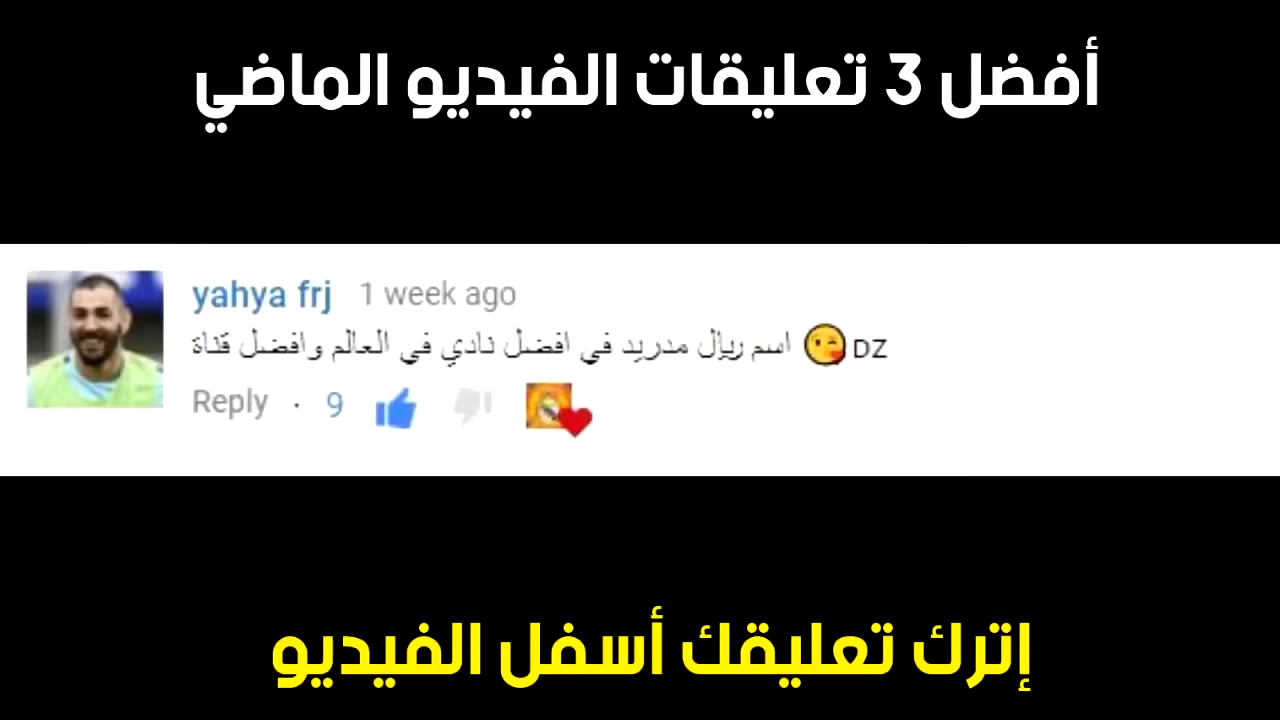 أفضل 3 تعليقات الفيديو الماضي
yahya frj 1 week ago
اسم ريال مدريد في افضل نادي في العالم وافضل قناة 😘 DZ
Reply · 9
إترك تعليقك أسفل الفيديو